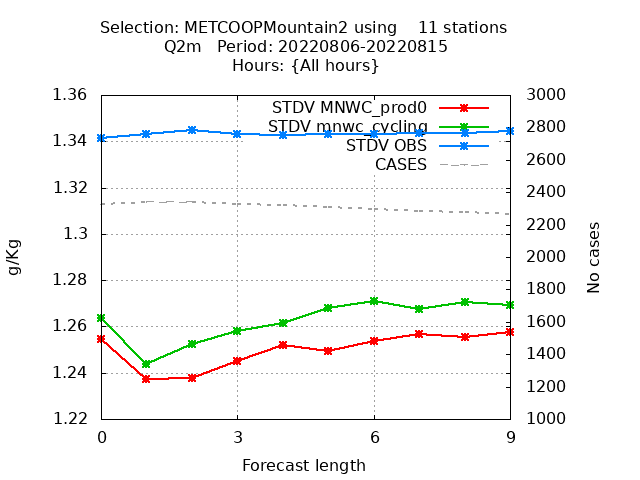 Selection: METCOOPMountain2 using    11 stations
Q2m   Period: 20220806-20220815
Hours: {All hours}
1.36
1.34
1.32
1.3
1.28
1.26
1.24
1.22
g/Kg
STDV MNWC_prod0
STDV mnwc_cycling
STDV OBS
CASES
3000
2800
2600
2400
2200
2000
1800
1600
1400
1200
1000
No cases
0 3 6 9
Forecast length